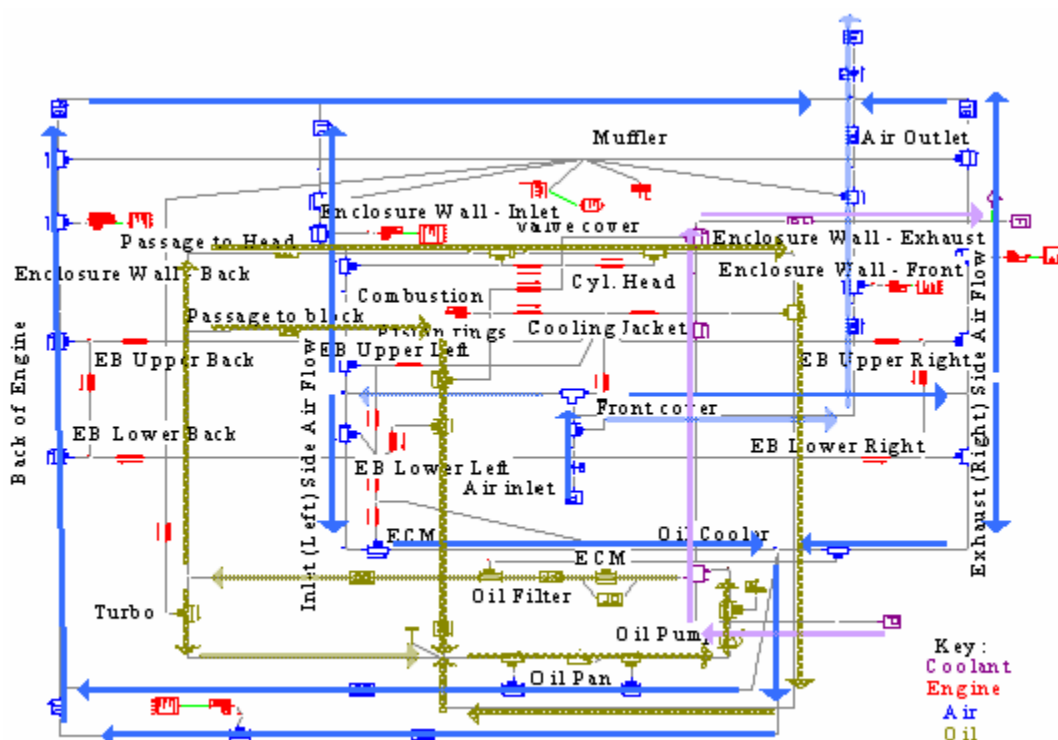 Muffler
Air Outlet
Enclosure Wall - Inlet
valve cover
Passage to Head
Enclosure Wall - Exhaust
Enclosure Wall - Back
Enclosure Wall - Front
Combustion
Cyl. Head
Passage to block
Piston rings
Cooling Jacket
EB Upper Back
EB Upper Left
EB Upper Right
Back of Engine
Inlet (Left) Side Air Flow
Exhaust (Right) Side Air Flow
Front cover
EB Lower Back
EB Lower Left
EB Lower Right
Air inlet
ECM
Oil Cooler
ECM
Oil Filter
Turbo
Oil Pump
Oil Pan
Key:
Coolant
Engine
Air
Oil